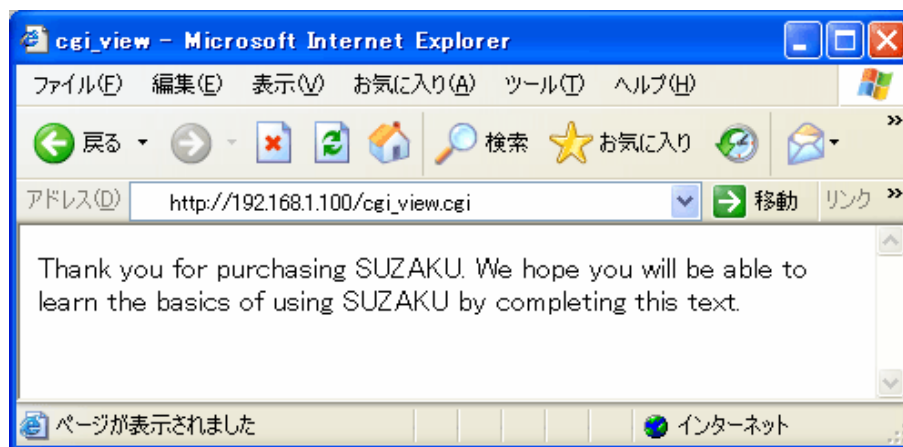 cgi_view - Microsoft Internet Explorer
ファイル(F) 編集(E) 表示(V) お気に入り(A) ツール(T) ヘルプ(H)
戻る 検索 お気に入り »
アドレス(D) http://192.168.1.100/cgi_view.cgi 移動 リンク »
Thank you for purchasing SUZAKU. We hope you will be able to
learn the basics of using SUZAKU by completing this text.
ページが表示されました インターネット